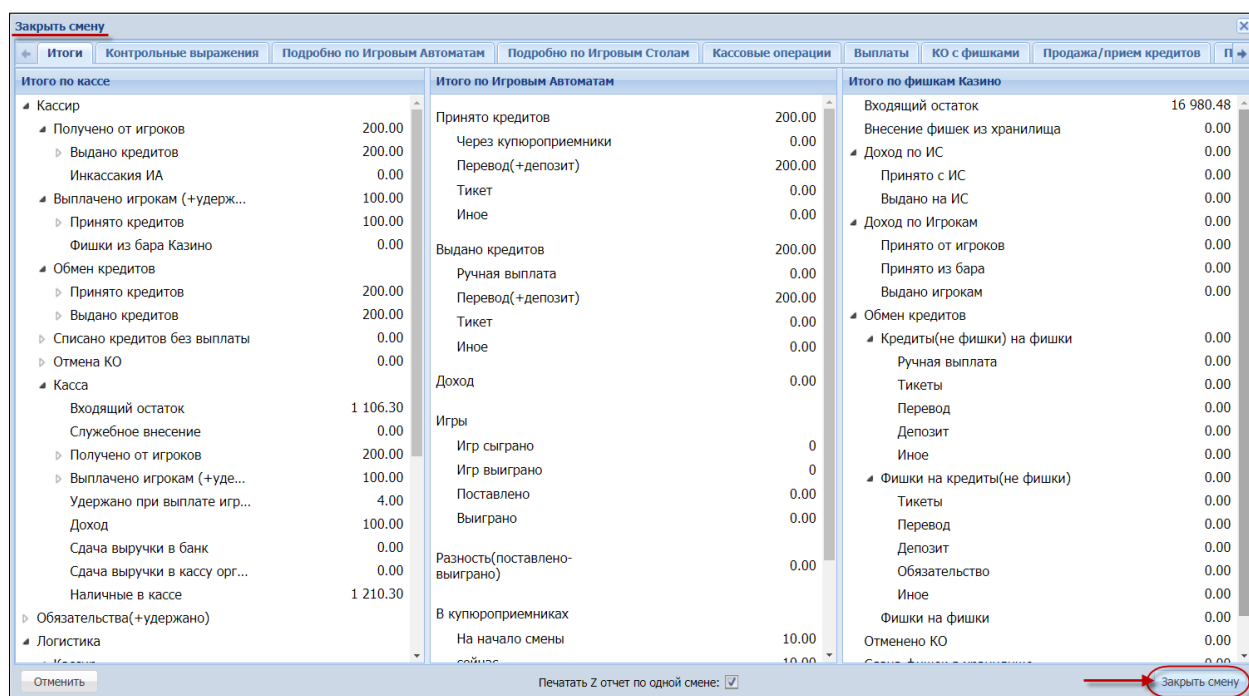 Закрыть смену
Итоги Контрольные выражения Подробно по Игровым Автоматам Подробно по Игровым Столам Кассовые операции Выплаты КО с фишками Продажа/прием кредитов П
Итого по кассе
Кассир
Получено от игроков 200.00
Выдано кредитов 200.00
Инкассакия ИА 0.00
Выплачено игрокам (+удерж... 100.00
Принято кредитов 100.00
Фишки из бара Казино 0.00
Обмен кредитов
Принято кредитов 200.00
Выдано кредитов 200.00
Списано кредитов без выплаты 0.00
Отмена КО 0.00
Касса
Входящий остаток 1 106.30
Служебное внесение 0.00
Получено от игроков 200.00
Выплачено игрокам (+уде... 100.00
Удержано при выплате игр... 4.00
Доход 100.00
Сдача выручки в банк 0.00
Сдача выручки в кассу орг... 0.00
Наличные в кассе 1 210.30
Обязательства(+удержано)
Логистика
Итого по Игровым Автоматам
Принято кредитов 200.00
Через купюроприемники 0.00
Перевод(+депозит) 200.00
Тикет 0.00
Иное 0.00
Выдано кредитов 200.00
Ручная выплата 0.00
Перевод(+депозит) 200.00
Тикет 0.00
Иное 0.00
Доход 0.00
Игры
Игр сыграно 0
Игр выиграно 0
Поставлено 0.00
Выиграно 0.00
Разность(поставлено-
выиграно) 0.00
В купюроприемниках
На начало смены 10.00
сейчас 10.00
Итого по фишкам Казино
Входящий остаток 16 980.48
Внесение фишек из хранилища 0.00
Доход по ИС 0.00
Принято с ИС 0.00
Выдано на ИС 0.00
Доход по Игрокам 0.00
Принято от игроков 0.00
Принято из бара 0.00
Выдано игрокам 0.00
Обмен кредитов
Кредиты(не фишки) на фишки 0.00
Ручная выплата 0.00
Тикеты 0.00
Перевод 0.00
Депозит 0.00
Иное 0.00
Фишки на кредиты(не фишки) 0.00
Тикеты 0.00
Перевод 0.00
Депозит 0.00
Обязательство 0.00
Иное 0.00
Фишки на фишки 0.00
Отменено КО 0.00
Отменить Печатать Z отчет по одной смене: Закрыть смену